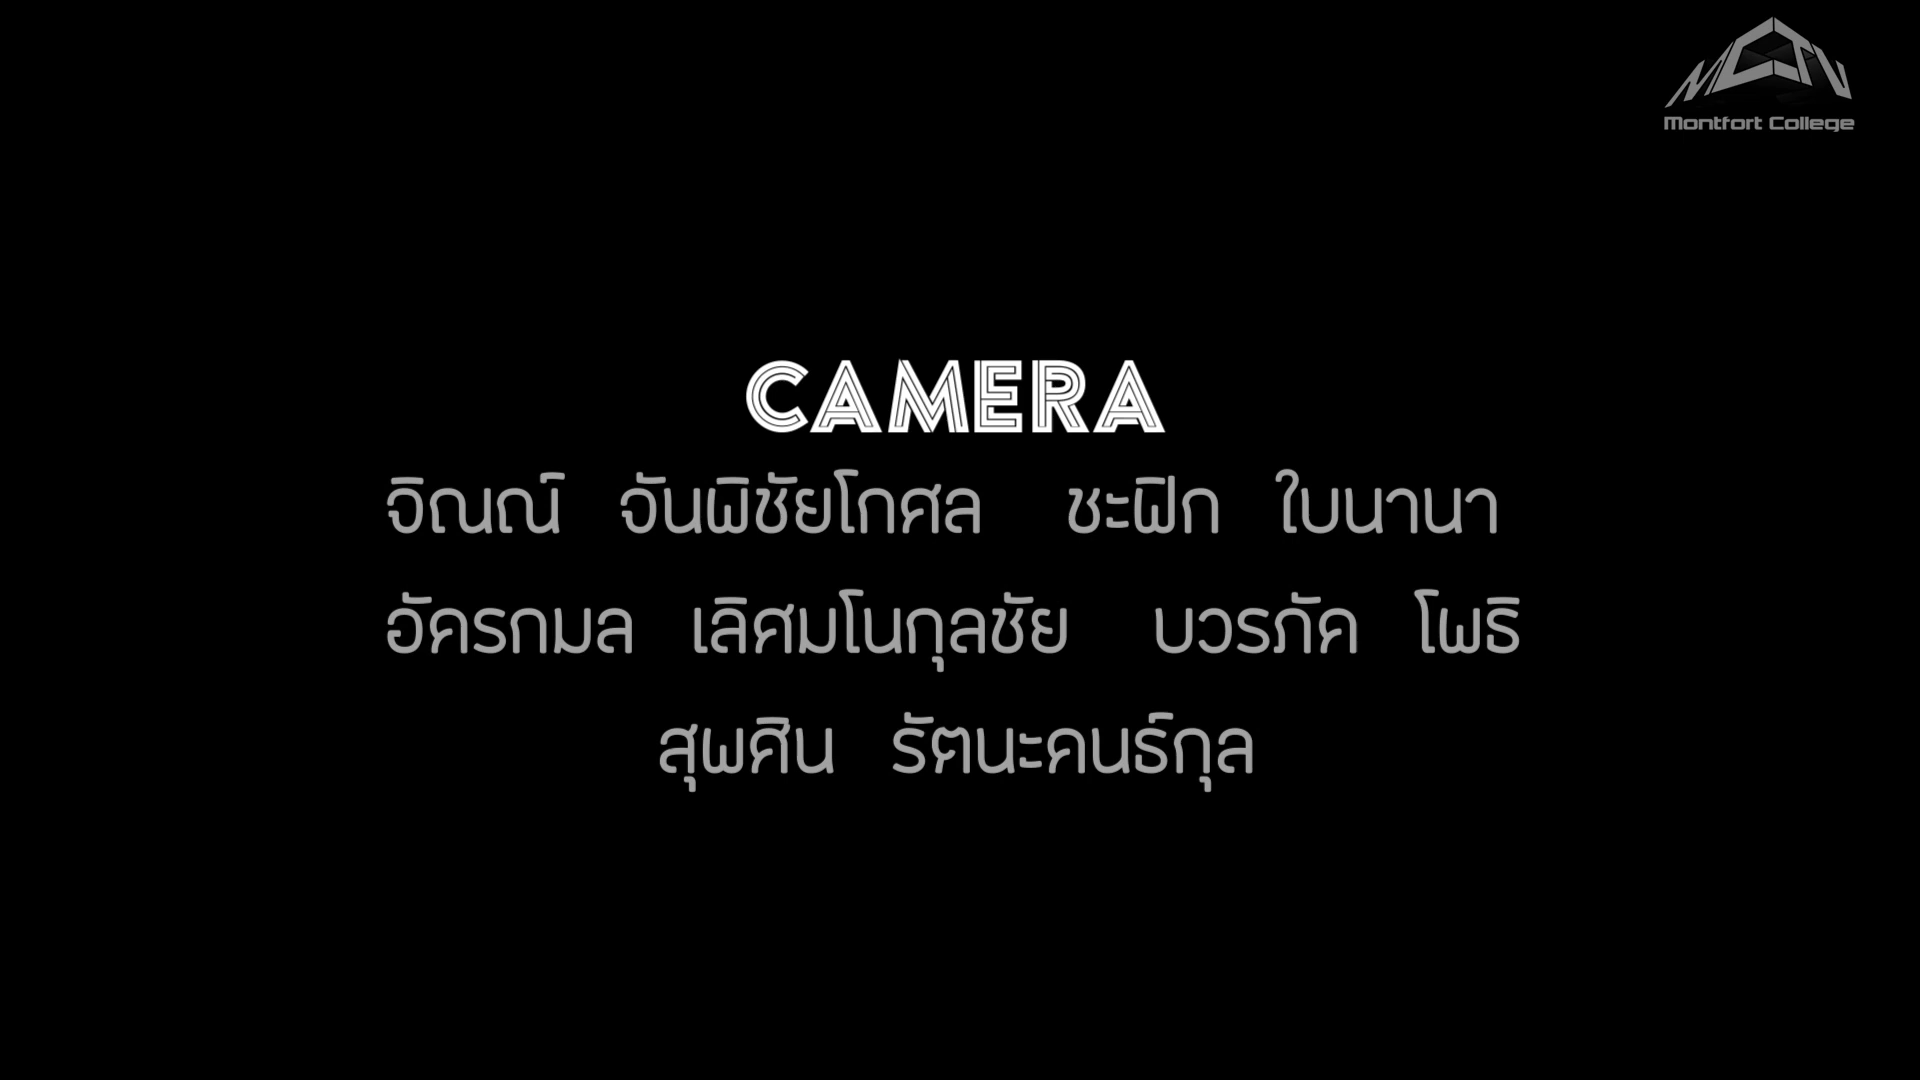 MCTV
Montfort College
CAMERA
จิณณ์ จันพิชัยโกศล ชะฟิก ใบนานา
อัครกมล เลิศมโนกุลชัย บวรภัค โพธิ
สุพศิน รัตนะคนธ์กุล